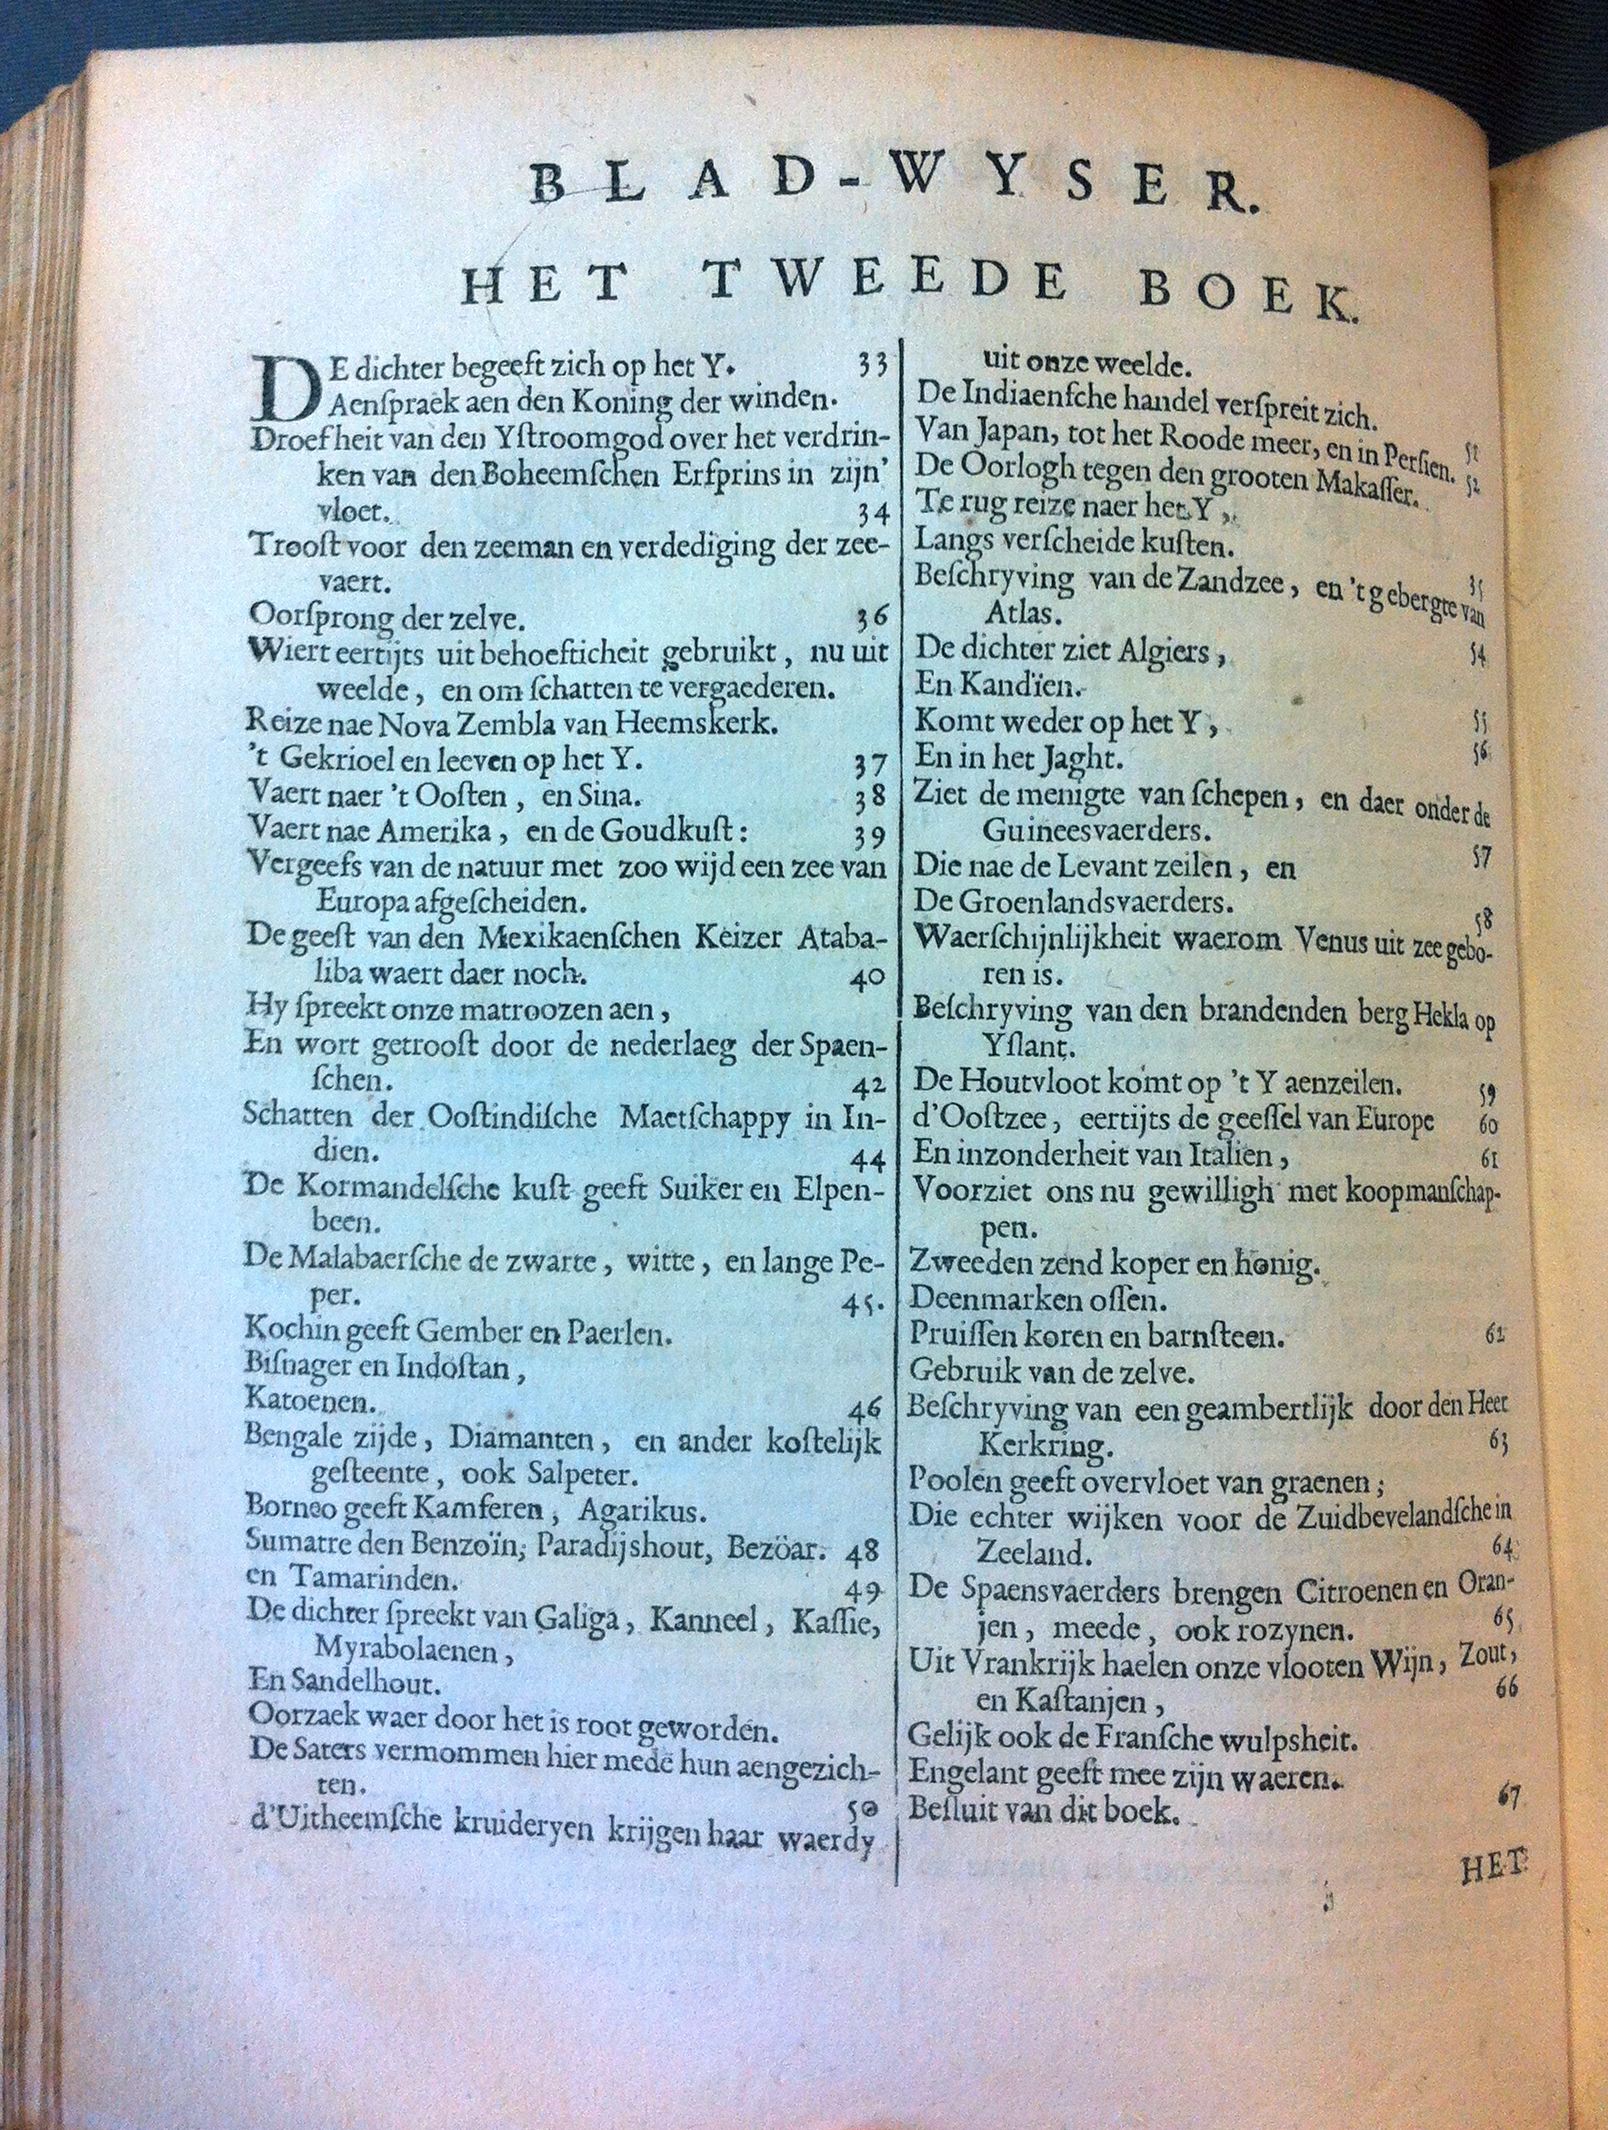 BLAD-WYSER.
HET TWEEDE BOEK.
DE dichter begeeft zich op het Y. 33
Aenſpraek aen den Koning der winden.
Droefheit van den Yſtroomgod over het verdrin-
ken van den Boheemſchen Erfprins in zijn'
vloet. 34
Trooſt voor den zeeman en verdediging der zee-
vaert.
Oorſprong der zelve. 36
Wiert eertijts uit behoefticheit gebruikt, nu uit
weelde, en om ſchatten te vergaederen.
Reize nae Nova Zembla van Heemskerk.
't Gekrioel en leeven op het Y. 37
Vaert naer 't Ooſten, en Sina. 38
Vaert nae Amerika, en de Goudkuſt: 39
Vergeefs van de natuur met zoo wijd een zee van
Europa afgeſcheiden.
De geeſt van den Mexikaenſchen Keizer Ataba-
liba waert daer noch. 40
Hy ſpreekt onze matroozen aen,
En wort getrooſt door de nederlaeg der Spaen-
ſchen. 42
Schatten der Ooſtindiſche Maetſchappy in In-
dien. 44
De Kormandelſche kuſt geeft Suiker en Elpen-
been.
De Malabaerſche de zwarte, witte, en lange Pe-
per. 45.
Kochin geeft Gember en Paerlen.
Biſnager en Indoſtan,
Katoenen. 46
Bengale zijde, Diamanten, en ander koſtelijk
geſteente, ook Salpeter.
Borneo geeft Kamferen, Agarikus.
Sumatre den Benzoïn, Paradijshout, Bezöar. 48
en Tamarinden. 49
De dichter ſpreekt van Galiga, Kanneel, Kaſſie,
Myrabolaenen,
En Sandelhout.
Oorzaek waer door het is root geworden.
De Saters vermommen hier mede hun aengezich-
ten. 50
d'Uitheemſche kruideryen krijgen haar waerdy
uit onze weelde.
De Indiaenſche handel verſpreit zich.
Van Japan, tot het Roode meer, en in Perſien. 51
De Oorlogh tegen den grooten Makaſſer. 52
Te rug reize naer het Y,
Langs verſcheide kuſten.
Beſchryving van de Zandzee, en 't gebergte van
Atlas.
De dichter ziet Algiers, 54
En Kandïen.
Komt weder op het Y, 55
En in het Jaght. 56
Ziet de menigte van ſchepen, en daer onder de
Guineesvaerders.
Die nae de Levant zeilen, en 57
De Groenlandsvaerders. 58
Waerſchijnlijkheit waerom Venus uit zee gebo-
ren is.
Beſchryving van den brandenden berg Hekla op
Yſlant.
De Houtvloot komt op 't Y aenzeilen. 59
d'Ooſtzee, eertijts de geeſſel van Europe 60
En inzonderheit van Italien, 61
Voorziet ons nu gewilligh met koopmanſchap-
pen.
Zweeden zend koper en honig.
Deenmarken oſſen.
Pruiſſen koren en barnſteen. 62
Gebruik van de zelve.
Beſchryving van een geambertlijk door den Heer
Kerkring. 63
Poolen geeft overvloet van graenen;
Die echter wijken voor de Zuidbevelandſche in
Zeeland. 64
De Spaensvaerders brengen Citroenen en Oran-
jen, meede, ook rozynen. 65
Uit Vrankrijk haelen onze vlooten Wijn, Zout,
en Kaſtanjen, 66
Gelijk ook de Franſche wulpsheit.
Engelant geeft mee zijn waeren.
Beſluit van dit boek. 67
HET